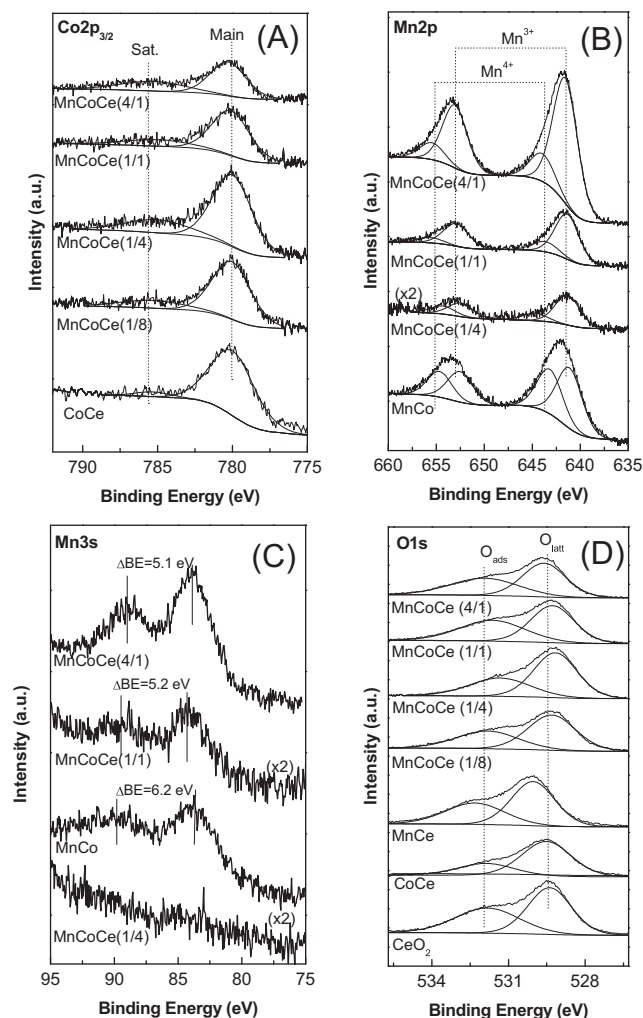 Co2p3/2
Sat.
Main
(A)
MnCoCe(4/1)
MnCoCe(1/1)
MnCoCe(1/4)
MnCoCe(1/8)
CoCe
Intensity (a.u.)
790 785 780 775
Binding Energy (eV)
Mn2p
Mn3+
(B)
Mn4+
MnCoCe(4/1)
MnCoCe(1/1)
(x2)
MnCoCe(1/4)
MnCo
Intensity (a.u.)
660 655 650 645 640 635
Binding Energy (eV)
Mn3s
(C)
ΔBE=5.1 eV
MnCoCe(4/1)
ΔBE=5.2 eV
MnCoCe(1/1)
(x2)
ΔBE=6.2 eV
MnCo
(x2)
MnCoCe(1/4)
Intensity (a.u.)
95 90 85 80 75
Binding Energy (eV)
O1s
Oads
Olatt
(D)
MnCoCe (4/1)
MnCoCe (1/1)
MnCoCe (1/4)
MnCoCe (1/8)
MnCe
CoCe
CeO2
Intensity (a.u.)
534 531 528
Binding Energy (eV)